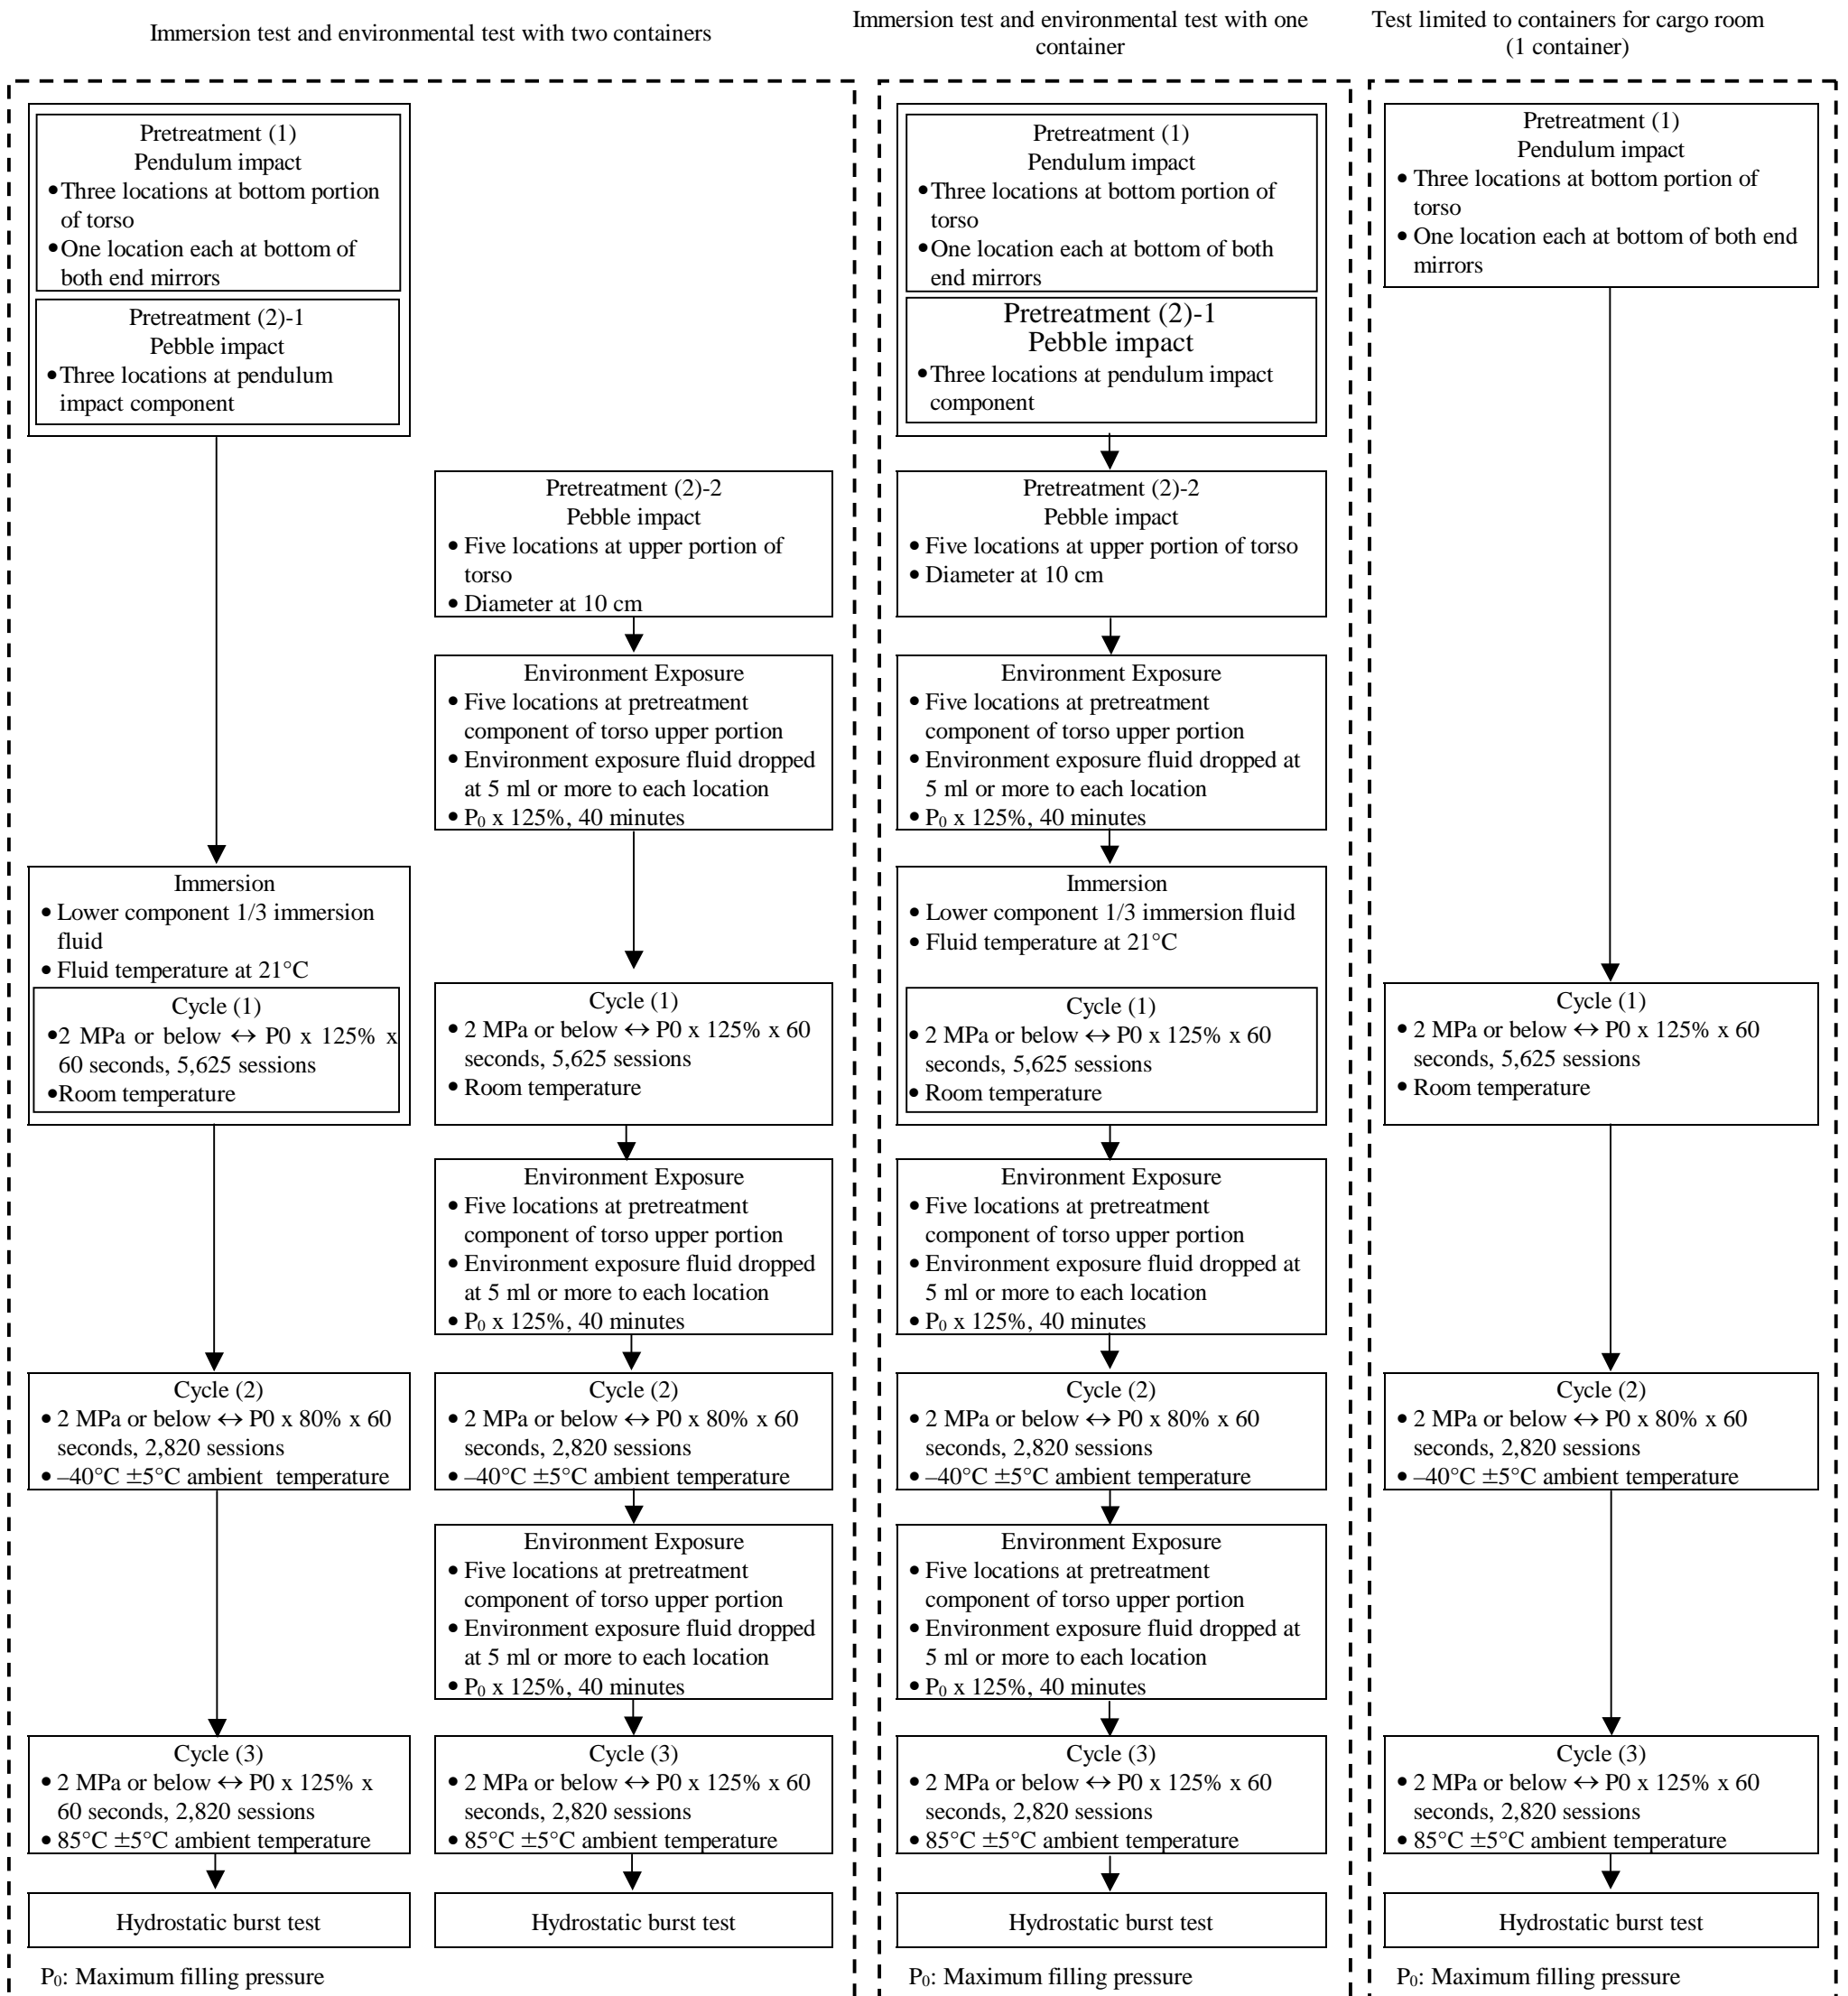 Immersion test and environmental test with two containers
Immersion test and environmental test with one
container
Test limited to containers for cargo room
(1 container)
Pretreatment (1)
Pendulum impact
• Three locations at bottom portion
of torso
• One location each at bottom of
both end mirrors
Pretreatment (2)-1
Pebble impact
• Three locations at pendulum
impact component
Immersion
• Lower component 1/3 immersion
fluid
• Fluid temperature at 21°C
Cycle (1)
• 2 MPa or below ↔ P0 x 125% x
60 seconds, 5,625 sessions
• Room temperature
Cycle (2)
• 2 MPa or below ↔ P0 x 80% x 60
seconds, 2,820 sessions
• –40°C ±5°C ambient temperature
Cycle (3)
• 2 MPa or below ↔ P0 x 125% x
60 seconds, 2,820 sessions
• 85°C ±5°C ambient temperature
Hydrostatic burst test
P₀: Maximum filling pressure
Pretreatment (2)-2
Pebble impact
• Five locations at upper portion of
torso
• Diameter at 10 cm
Environment Exposure
• Five locations at pretreatment
component of torso upper portion
• Environment exposure fluid dropped
at 5 ml or more to each location
• P₀ x 125%, 40 minutes
Cycle (1)
• 2 MPa or below ↔ P0 x 125% x 60
seconds, 5,625 sessions
• Room temperature
Environment Exposure
• Five locations at pretreatment
component of torso upper portion
• Environment exposure fluid dropped
at 5 ml or more to each location
• P₀ x 125%, 40 minutes
Cycle (2)
• 2 MPa or below ↔ P0 x 80% x 60
seconds, 2,820 sessions
• –40°C ±5°C ambient temperature
Environment Exposure
• Five locations at pretreatment
component of torso upper portion
• Environment exposure fluid dropped
at 5 ml or more to each location
• P₀ x 125%, 40 minutes
Cycle (3)
• 2 MPa or below ↔ P0 x 125% x 60
seconds, 2,820 sessions
• 85°C ±5°C ambient temperature
Hydrostatic burst test
Pretreatment (1)
Pendulum impact
• Three locations at bottom portion of
torso
• One location each at bottom of both
end mirrors
Pretreatment (2)-1
Pebble impact
• Three locations at pendulum impact
component
Pretreatment (2)-2
Pebble impact
• Five locations at upper portion of torso
• Diameter at 10 cm
Environment Exposure
• Five locations at pretreatment
component of torso upper portion
• Environment exposure fluid dropped at
5 ml or more to each location
• P₀ x 125%, 40 minutes
Immersion
• Lower component 1/3 immersion fluid
• Fluid temperature at 21°C
Cycle (1)
• 2 MPa or below ↔ P0 x 125% x 60
seconds, 5,625 sessions
• Room temperature
Environment Exposure
• Five locations at pretreatment
component of torso upper portion
• Environment exposure fluid dropped at
5 ml or more to each location
• P₀ x 125%, 40 minutes
Cycle (2)
• 2 MPa or below ↔ P0 x 80% x 60
seconds, 2,820 sessions
• –40°C ±5°C ambient temperature
Environment Exposure
• Five locations at pretreatment
component of torso upper portion
• Environment exposure fluid dropped at
5 ml or more to each location
• P₀ x 125%, 40 minutes
Cycle (3)
• 2 MPa or below ↔ P0 x 125% x 60
seconds, 2,820 sessions
• 85°C ±5°C ambient temperature
Hydrostatic burst test
P₀: Maximum filling pressure
Pretreatment (1)
Pendulum impact
• Three locations at bottom portion of
torso
• One location each at bottom of both end
mirrors
Cycle (1)
• 2 MPa or below ↔ P0 x 125% x 60
seconds, 5,625 sessions
• Room temperature
Cycle (2)
• 2 MPa or below ↔ P0 x 80% x 60
seconds, 2,820 sessions
• –40°C ±5°C ambient temperature
Cycle (3)
• 2 MPa or below ↔ P0 x 125% x 60
seconds, 2,820 sessions
• 85°C ±5°C ambient temperature
Hydrostatic burst test
P₀: Maximum filling pressure